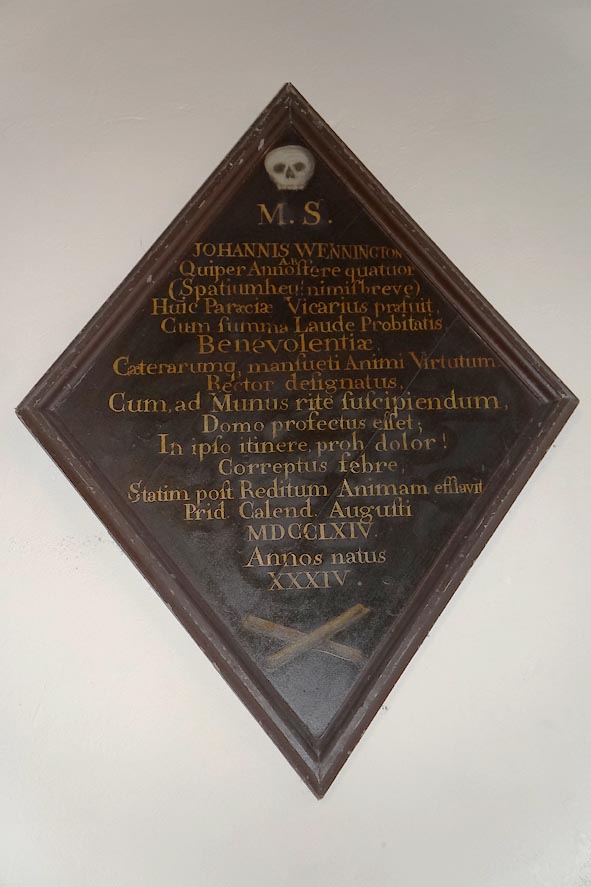 M. S.
JOHANNIS WENNINGTON
A.B.
Qui per Annos fere quatuor
(Spatium heu! nimis breve)
Huic Paræciæ Vicarius præfuit,
Cum summa Laude Probitatis
Benevolentiæ,
Cæterarumq, mansueti Animi Virtutum.
Rector designatus,
Cum, ad Munus rite suscipiendum,
Domo profectus esset;
In ipso itinere, proh dolor!
Correptus febre,
Statim post Reditum Animam efflavit
Prid. Calend. Augusti
MDCCLXIV.
Annos natus
XXXIV.